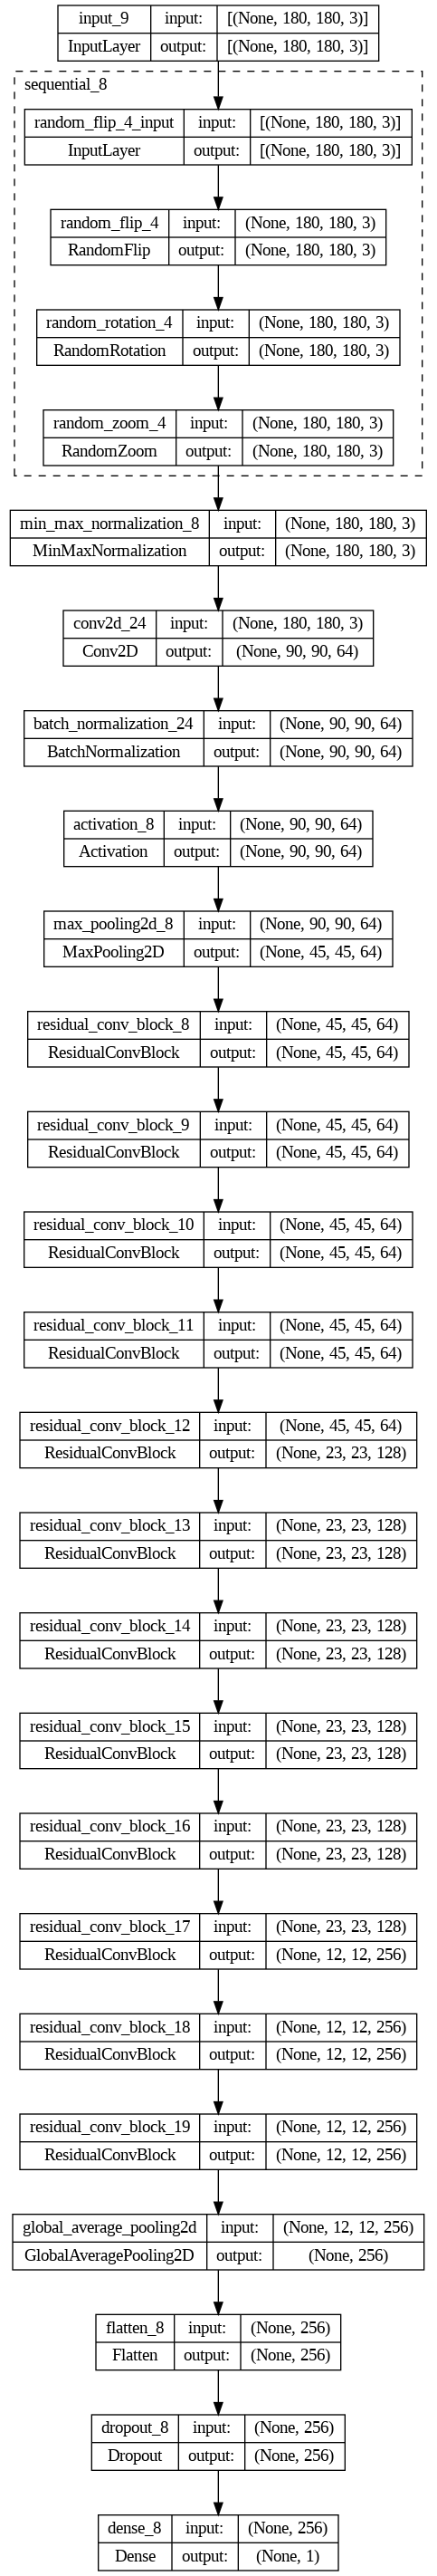 input_9 input: [(None, 180, 180, 3)]
InputLayer output: [(None, 180, 180, 3)]
sequential_8
random_flip_4_input input: [(None, 180, 180, 3)]
InputLayer output: [(None, 180, 180, 3)]
random_flip_4 input: (None, 180, 180, 3)
RandomFlip output: (None, 180, 180, 3)
random_rotation_4 input: (None, 180, 180, 3)
RandomRotation output: (None, 180, 180, 3)
random_zoom_4 input: (None, 180, 180, 3)
RandomZoom output: (None, 180, 180, 3)
min_max_normalization_8 input: (None, 180, 180, 3)
MinMaxNormalization output: (None, 180, 180, 3)
conv2d_24 input: (None, 180, 180, 3)
Conv2D output: (None, 90, 90, 64)
batch_normalization_24 input: (None, 90, 90, 64)
BatchNormalization output: (None, 90, 90, 64)
activation_8 input: (None, 90, 90, 64)
Activation output: (None, 90, 90, 64)
max_pooling2d_8 input: (None, 90, 90, 64)
MaxPooling2D output: (None, 45, 45, 64)
residual_conv_block_8 input: (None, 45, 45, 64)
ResidualConvBlock output: (None, 45, 45, 64)
residual_conv_block_9 input: (None, 45, 45, 64)
ResidualConvBlock output: (None, 45, 45, 64)
residual_conv_block_10 input: (None, 45, 45, 64)
ResidualConvBlock output: (None, 45, 45, 64)
residual_conv_block_11 input: (None, 45, 45, 64)
ResidualConvBlock output: (None, 45, 45, 64)
residual_conv_block_12 input: (None, 45, 45, 64)
ResidualConvBlock output: (None, 23, 23, 128)
residual_conv_block_13 input: (None, 23, 23, 128)
ResidualConvBlock output: (None, 23, 23, 128)
residual_conv_block_14 input: (None, 23, 23, 128)
ResidualConvBlock output: (None, 23, 23, 128)
residual_conv_block_15 input: (None, 23, 23, 128)
ResidualConvBlock output: (None, 23, 23, 128)
residual_conv_block_16 input: (None, 23, 23, 128)
ResidualConvBlock output: (None, 23, 23, 128)
residual_conv_block_17 input: (None, 23, 23, 128)
ResidualConvBlock output: (None, 12, 12, 256)
residual_conv_block_18 input: (None, 12, 12, 256)
ResidualConvBlock output: (None, 12, 12, 256)
residual_conv_block_19 input: (None, 12, 12, 256)
ResidualConvBlock output: (None, 12, 12, 256)
global_average_pooling2d input: (None, 12, 12, 256)
GlobalAveragePooling2D output: (None, 256)
flatten_8 input: (None, 256)
Flatten output: (None, 256)
dropout_8 input: (None, 256)
Dropout output: (None, 256)
dense_8 input: (None, 256)
Dense output: (None, 1)